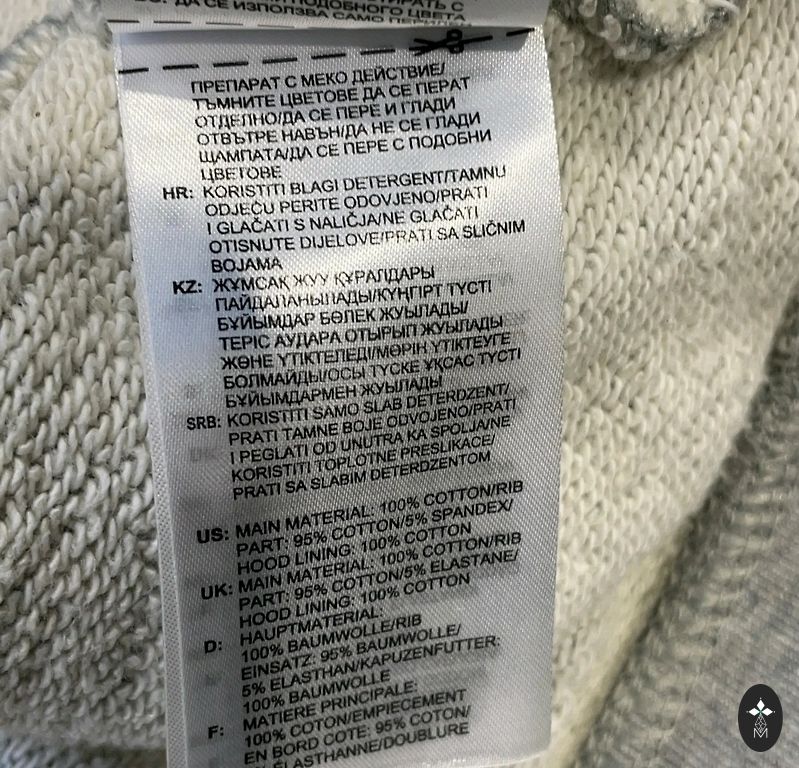 ДА СЕ ИЗПОЛЗВА САМО
ПРЕПАРАТ С МЕКО ДЕЙСТВИЕ/
ТЪМНИТЕ ЦВЕТОВЕ ДА СЕ ПЕРАТ
ОТДЕЛНО/ДА СЕ ПЕРЕ И ГЛАДИ
ОТВЪТРЕ НАВЪН/ДА НЕ СЕ ГЛАДИ
ЩАМПАТА/ДА СЕ ПЕРЕ С ПОДОБНИ
ЦВЕТОВЕ
HR: KORISTITI BLAGI DETERGENT/TAMNU
ODJEĆU PERITE ODOVJENO/PRATI
I GLAČATI S NALIČJA/NE GLAČATI
OTISNUTE DIJELOVE/PRATI SA SLIČNIM
BOJAMA
KZ: ЖҰМСАҚ ЖУУ ҚҰРАЛДАРЫ
ПАЙДАЛАНЫЛАДЫ/КҮҢГІРТ ТҮСТІ
БҰЙЫМДАР БӨЛЕК ЖУЫЛАДЫ/
ТЕРІС АУДАРА ОТЫРЫП ЖУЫЛАДЫ
ЖӘНЕ ҮТІКТЕЛЕДІ/МӨРІН ҮТІКТЕУГЕ
БОЛМАЙДЫ/ОСЫ ТҮСКЕ ҰҚСАС ТҮСТІ
БҰЙЫМДАРМЕН ЖУЫЛАДЫ
SRB: KORISTITI SAMO SLAB DETERDZENT/
PRATI TAMNE BOJE ODVOJENO/PRATI
I PEGLATI OD UNUTRA KA SPOLJA/NE
KORISTITI TOPLOTNE PRESLIKACE/
PRATI SA SLABIM DETERDZENTOM
US: MAIN MATERIAL: 100% COTTON/RIB
PART: 95% COTTON/5% SPANDEX/
HOOD LINING: 100% COTTON
UK: MAIN MATERIAL: 100% COTTON/RIB
PART: 95% COTTON/5% ELASTANE/
HOOD LINING: 100% COTTON
D: HAUPTMATERIAL:
100% BAUMWOLLE/RIB
EINSATZ: 95% BAUMWOLLE/
5% ELASTHAN/KAPUZENFUTTER:
100% BAUMWOLLE
F: MATIERE PRINCIPALE:
100% COTON/EMPIECEMENT
EN BORD COTE: 95% COTON/
ELASTHANNE/DOUBLURE
M